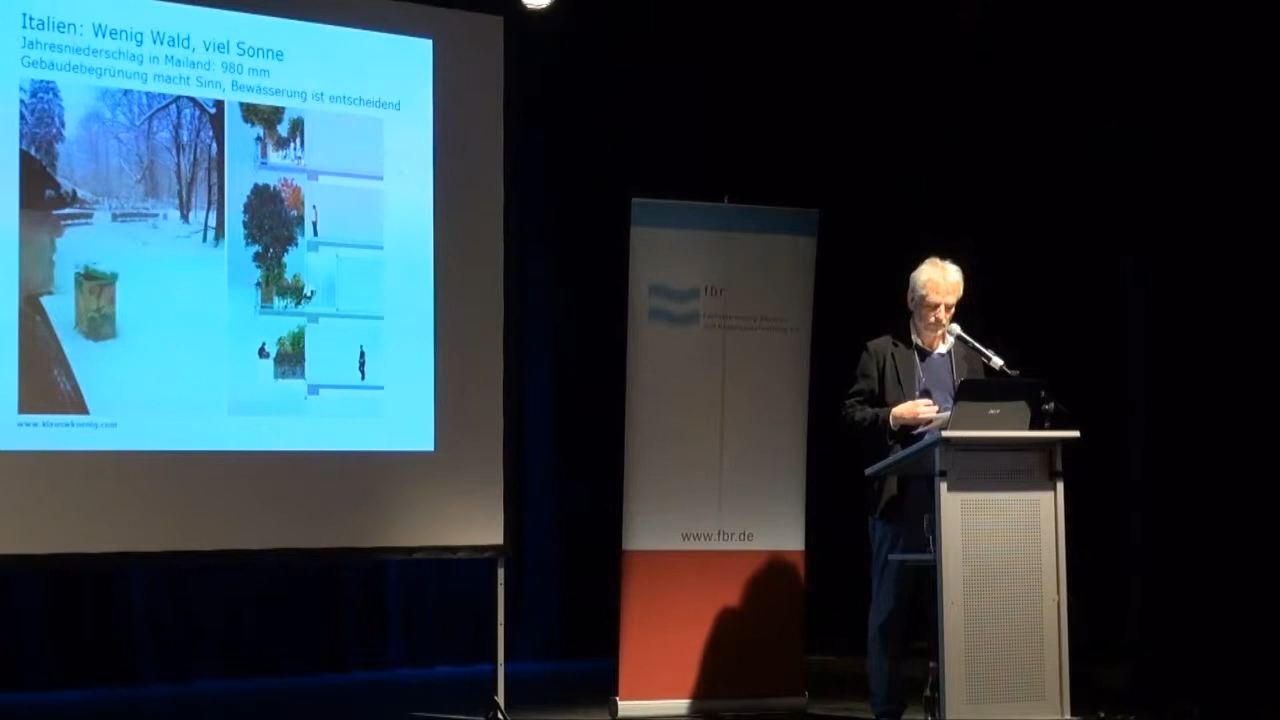 Italien: Wenig Wald, viel Sonne
Jahresniederschlag in Mailand: 980 mm
Gebäudebegrünung macht Sinn, Bewässerung ist entscheidend
www.klauswkoenig.com
fbr
www.fbr.de
acer